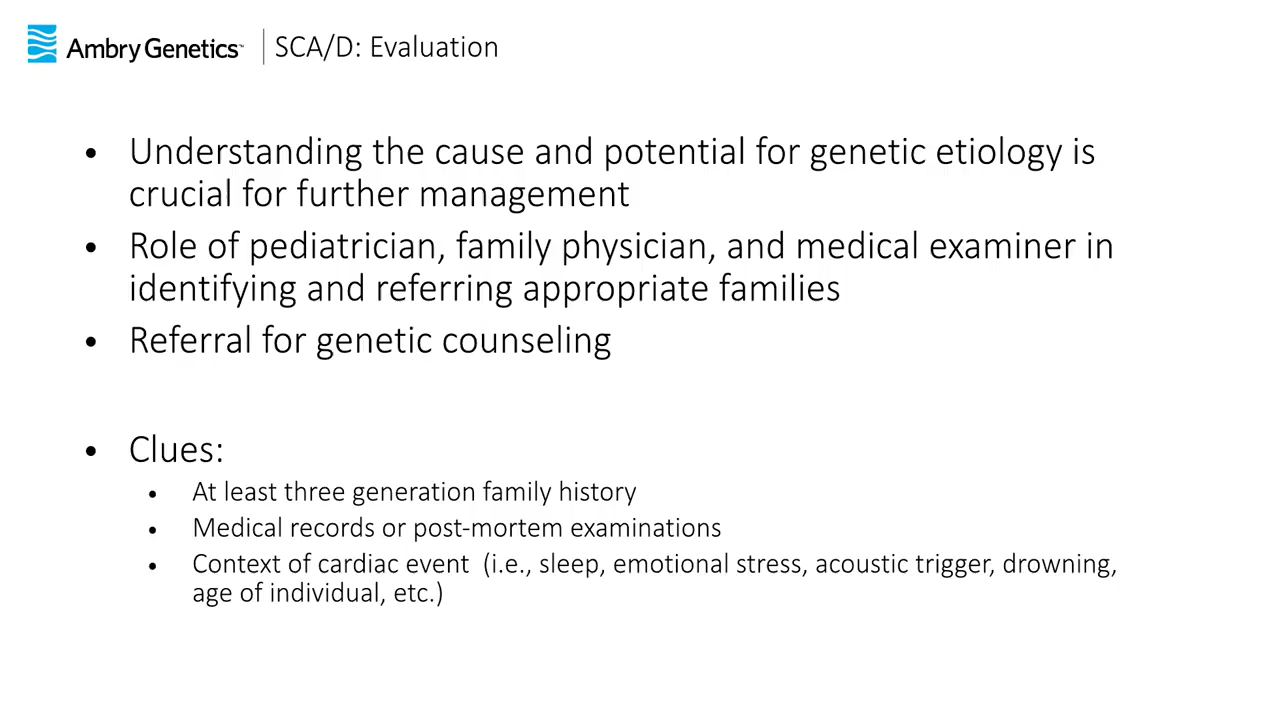 Ambry Genetics™ | SCA/D: Evaluation
• Understanding the cause and potential for genetic etiology is
crucial for further management
• Role of pediatrician, family physician, and medical examiner in
identifying and referring appropriate families
• Referral for genetic counseling
• Clues:
• At least three generation family history
• Medical records or post-mortem examinations
• Context of cardiac event (i.e., sleep, emotional stress, acoustic trigger, drowning,
age of individual, etc.)